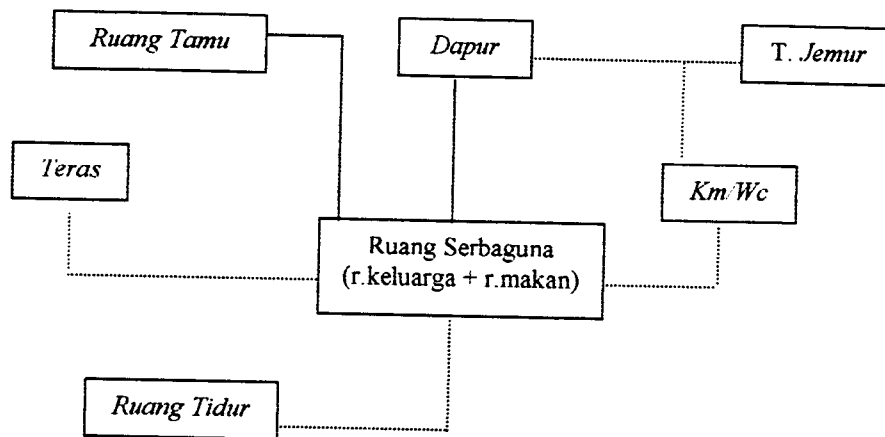 Ruang Tamu
Dapur
T. Jemur
Teras
Km/Wc
Ruang Serbaguna
(r.keluarga + r.makan)
Ruang Tidur